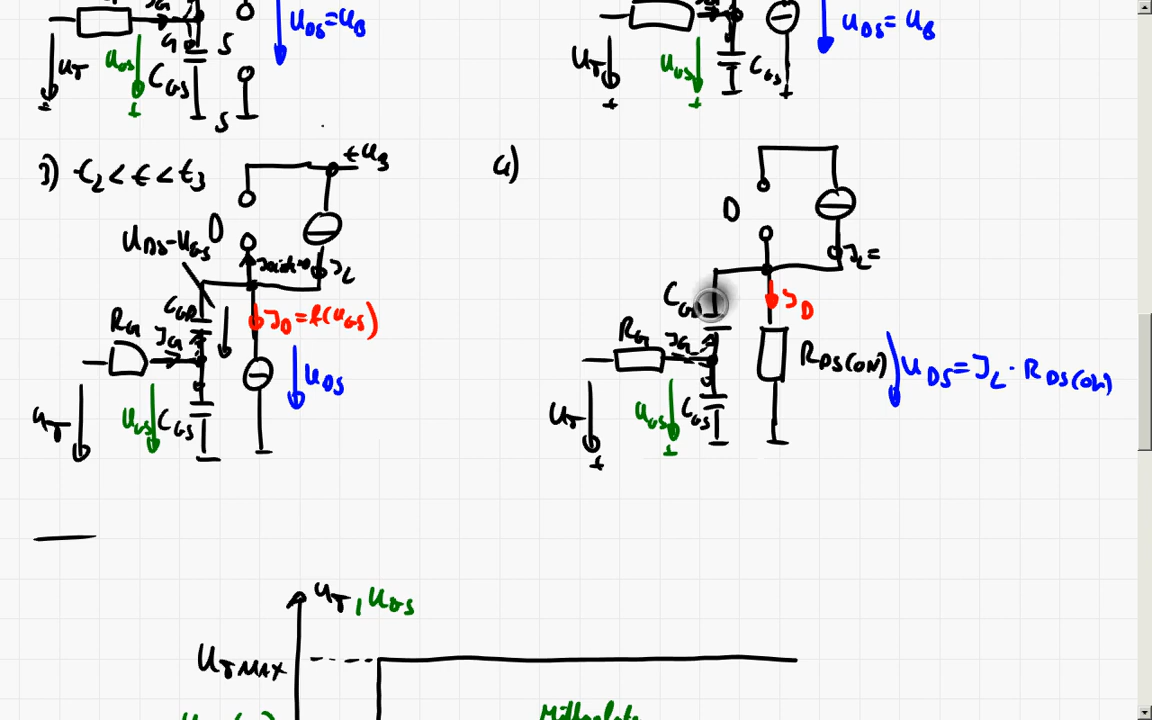 U_DS=U_B
U_T
U_GS
G
S
C_GS
S
U_DS=U_B
U_T
U_GS
C_GS
3) t_2 < t < t_3
+U_B
D
U_DS-U_GS
J_L
C_GD
J_D = f(U_GS)
R_G
J_G
U_DS
U_T
U_GS
C_GS
4)
D
J_L=
C_G
J_D
R_G
J_G
R_DS(ON)
U_DS = J_L · R_DS(ON)
U_T
U_GS
C_GS
U_T, U_GS
U_TMAX